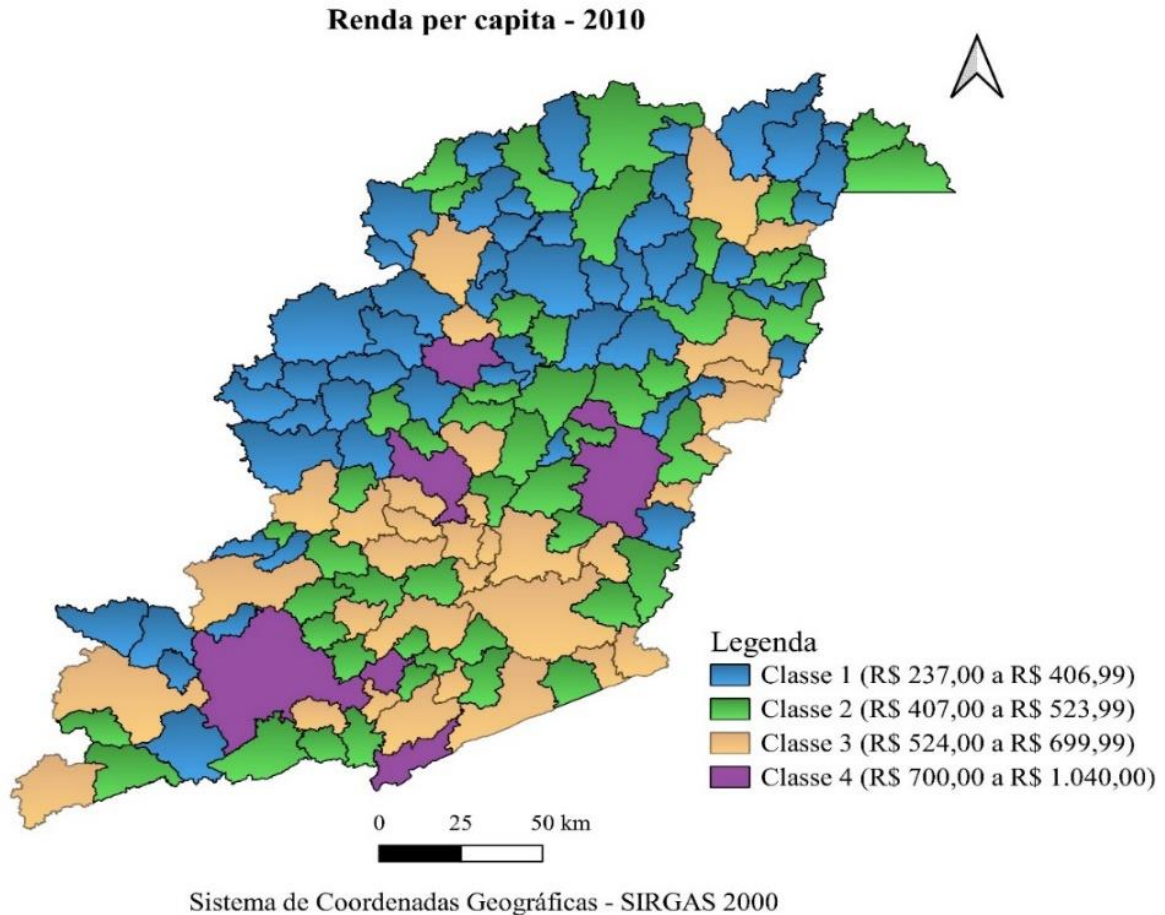 Renda per capita - 2010
Legenda
Classe 1 (R$ 237,00 a R$ 406,99)
Classe 2 (R$ 407,00 a R$ 523,99)
Classe 3 (R$ 524,00 a R$ 699,99)
Classe 4 (R$ 700,00 a R$ 1.040,00)
0 25 50 km
Sistema de Coordenadas Geográficas - SIRGAS 2000